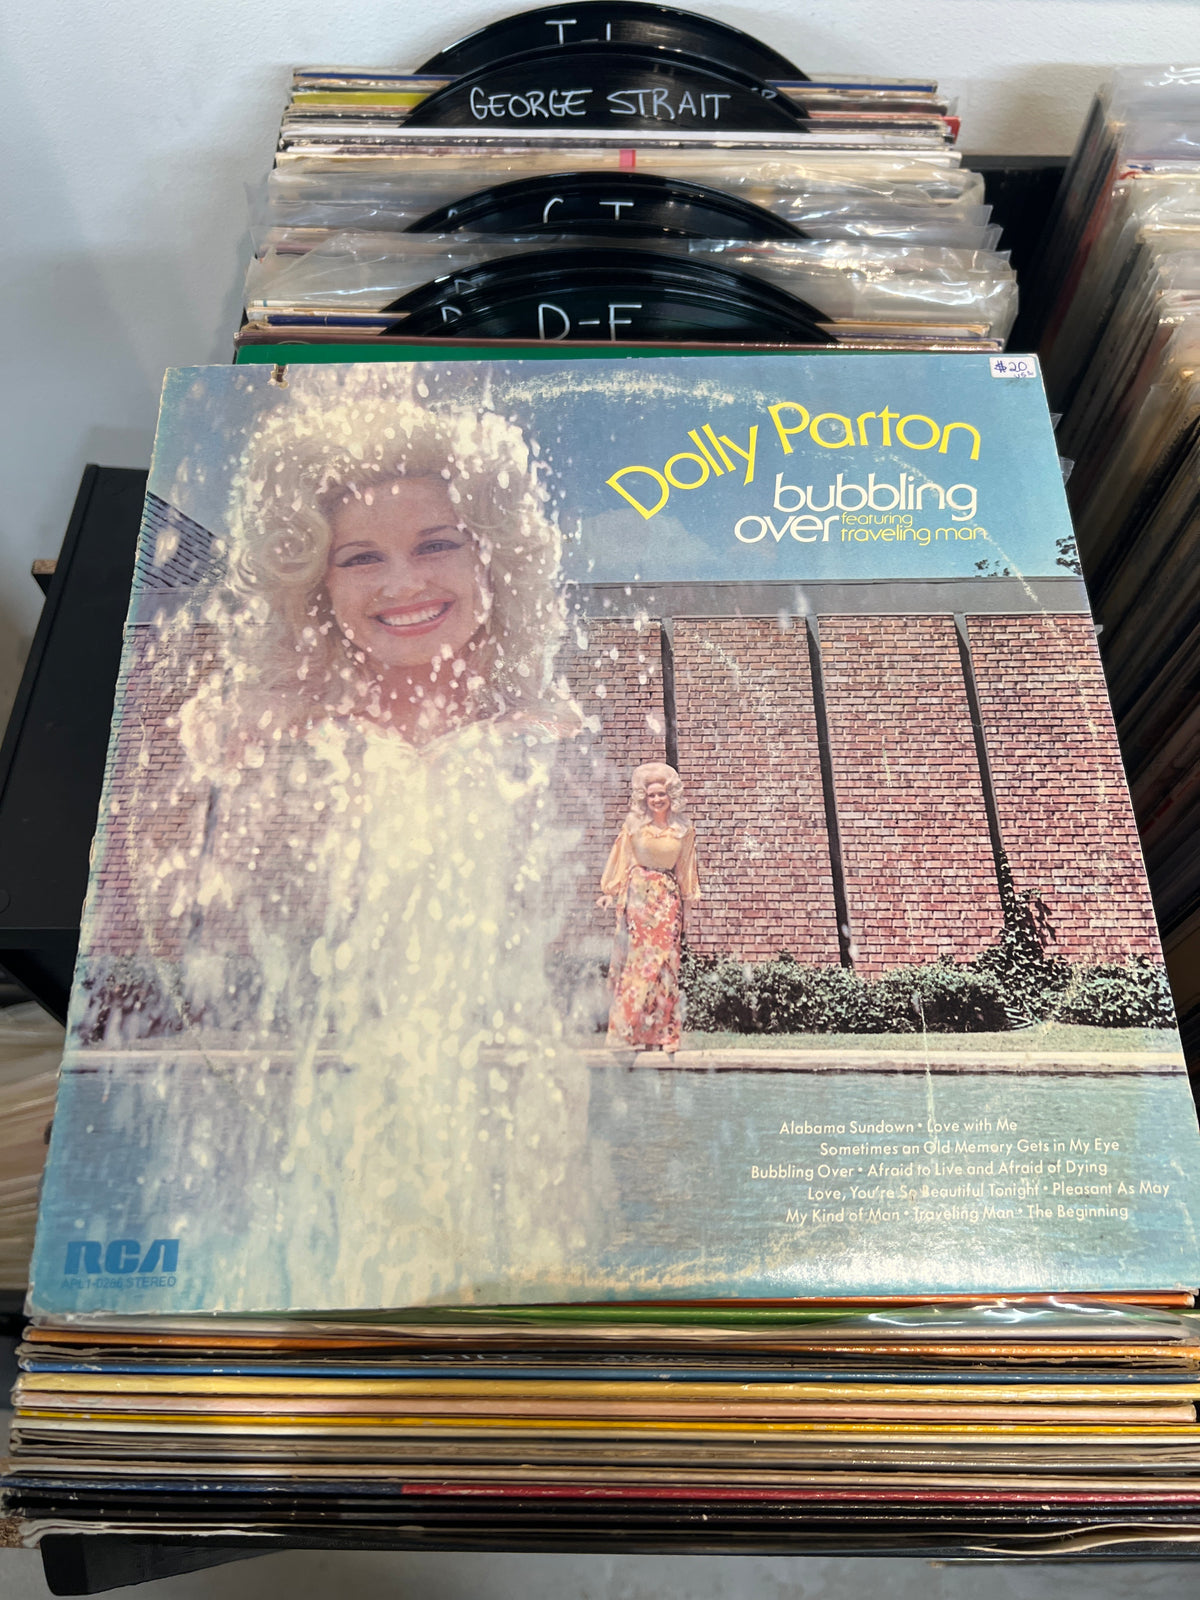 GEORGE STRAIT
D-F
$20
Dolly Parton
bubbling
over featuring
traveling man
Alabama Sundown • Love with Me
Sometimes an Old Memory Gets in My Eye
Bubbling Over • Afraid to Live and Afraid of Dying
Love, You're So Beautiful Tonight • Pleasant As May
My Kind of Man • Traveling Man • The Beginning
RCA
APL1-0286 STEREO